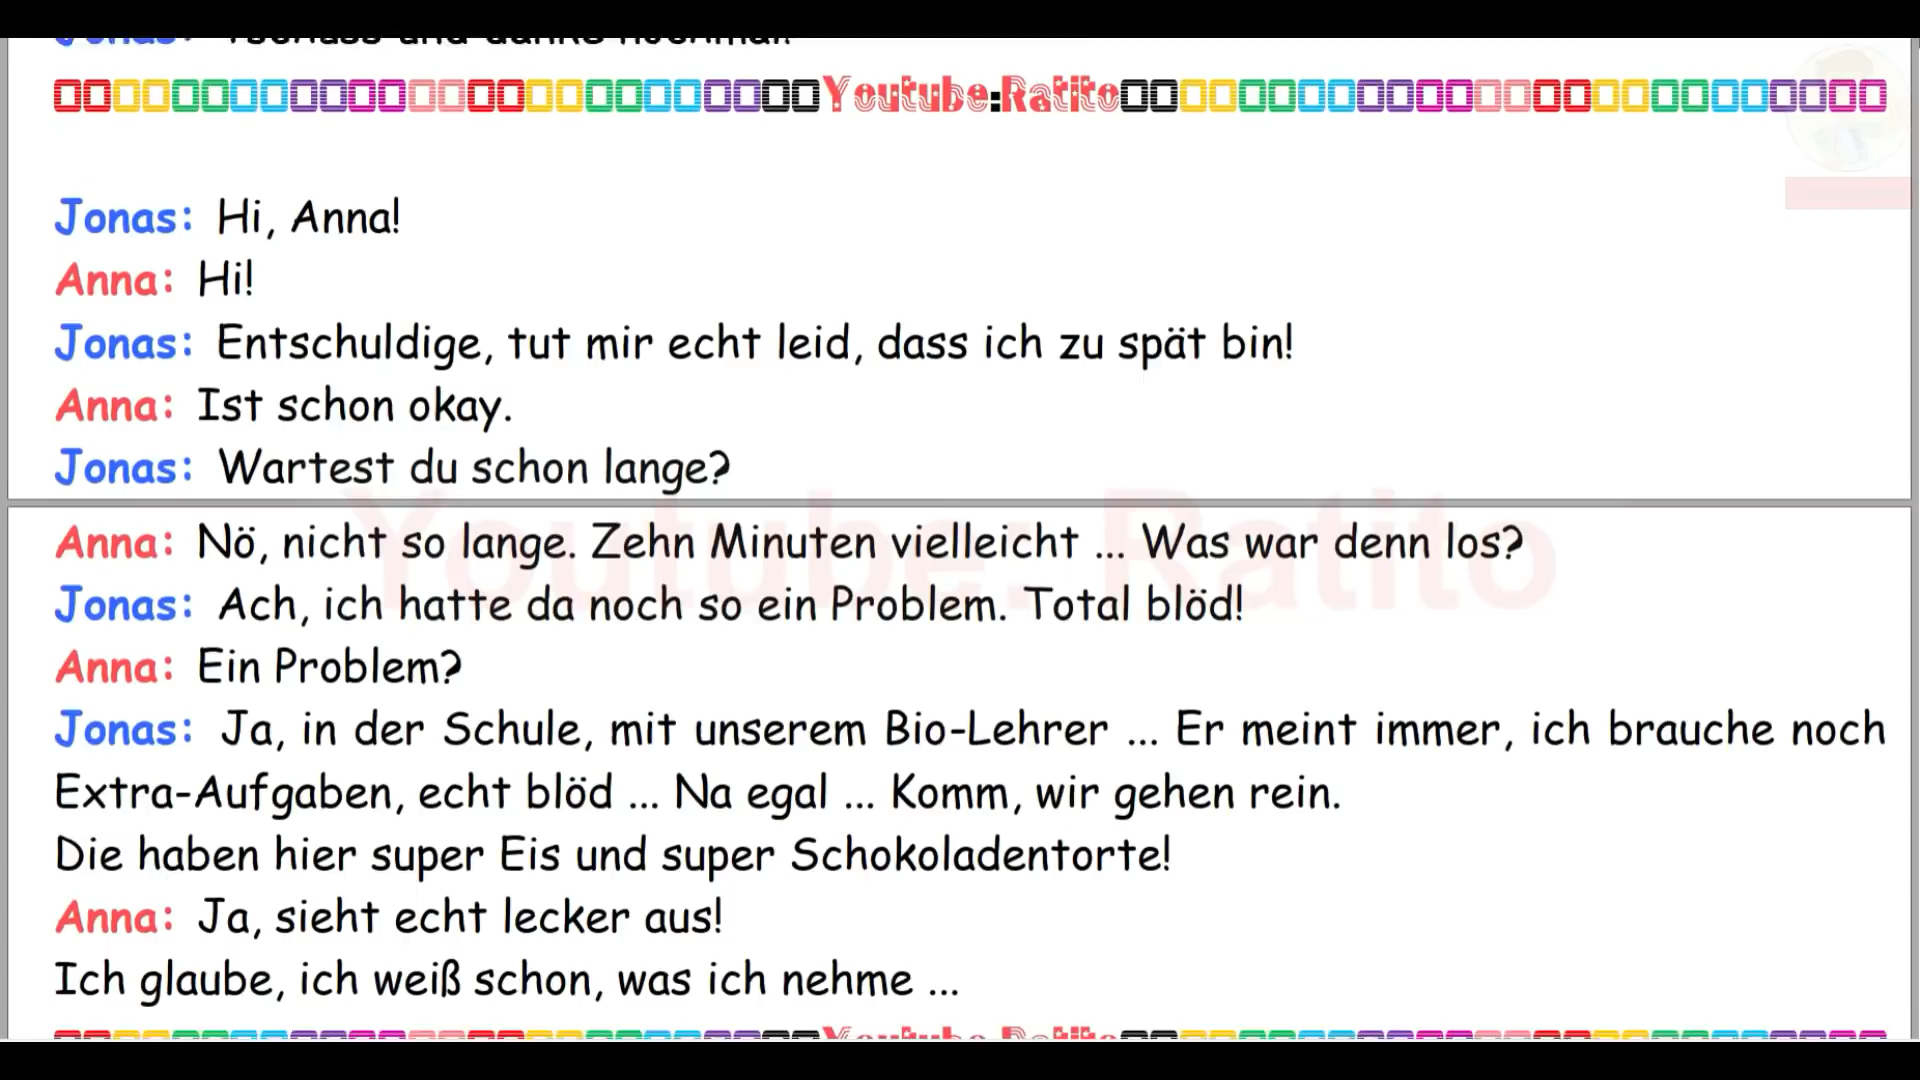 Youtube:Ratito
Jonas: Hi, Anna!
Anna: Hi!
Jonas: Entschuldige, tut mir echt leid, dass ich zu spät bin!
Anna: Ist schon okay.
Jonas: Wartest du schon lange?
Youtube: Ratito
Anna: Nö, nicht so lange. Zehn Minuten vielleicht ... Was war denn los?
Jonas: Ach, ich hatte da noch so ein Problem. Total blöd!
Anna: Ein Problem?
Jonas: Ja, in der Schule, mit unserem Bio-Lehrer ... Er meint immer, ich brauche noch
Extra-Aufgaben, echt blöd ... Na egal ... Komm, wir gehen rein.
Die haben hier super Eis und super Schokoladentorte!
Anna: Ja, sieht echt lecker aus!
Ich glaube, ich weiß schon, was ich nehme ...